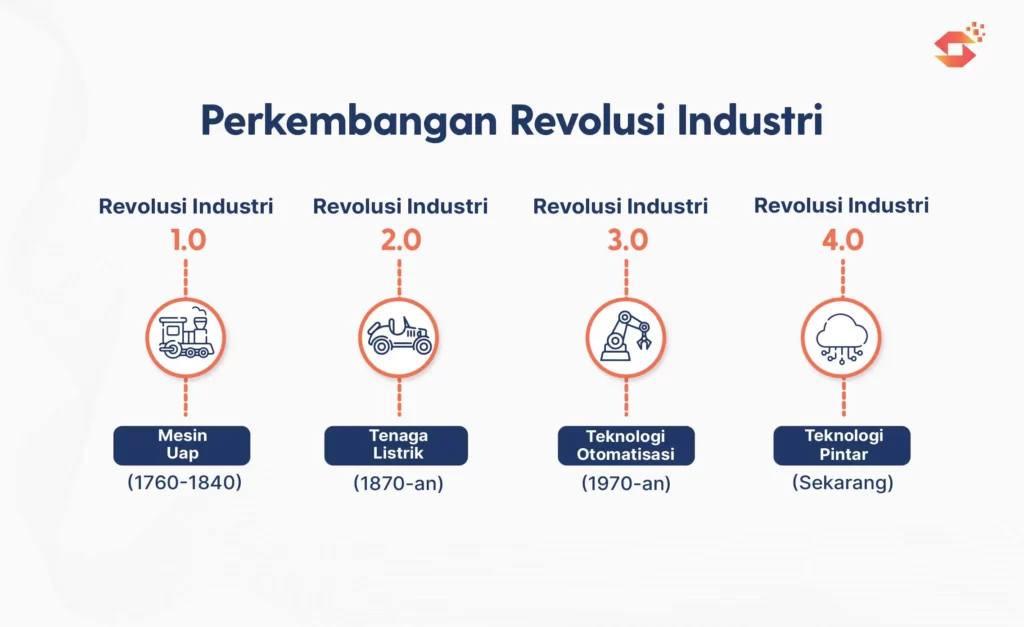 Perkembangan Revolusi Industri
Revolusi Industri
1.0
Mesin
Uap
(1760-1840)
Revolusi Industri
2.0
Tenaga
Listrik
(1870-an)
Revolusi Industri
3.0
Teknologi
Otomatisasi
(1970-an)
Revolusi Industri
4.0
Teknologi
Pintar
(Sekarang)